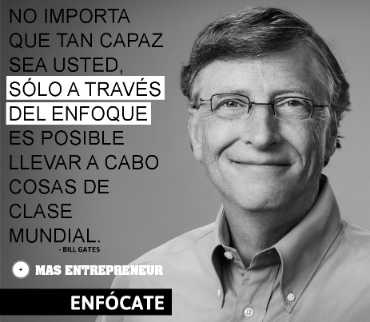 NO IMPORTA
QUE TAN CAPAZ
SEA USTED,
SÓLO A TRAVÉS
DEL ENFOQUE
ES POSIBLE
LLEVAR A CABO
COSAS DE
CLASE
MUNDIAL.
- BILL GATES
MAS ENTREPRENEUR
ENFÓCATE